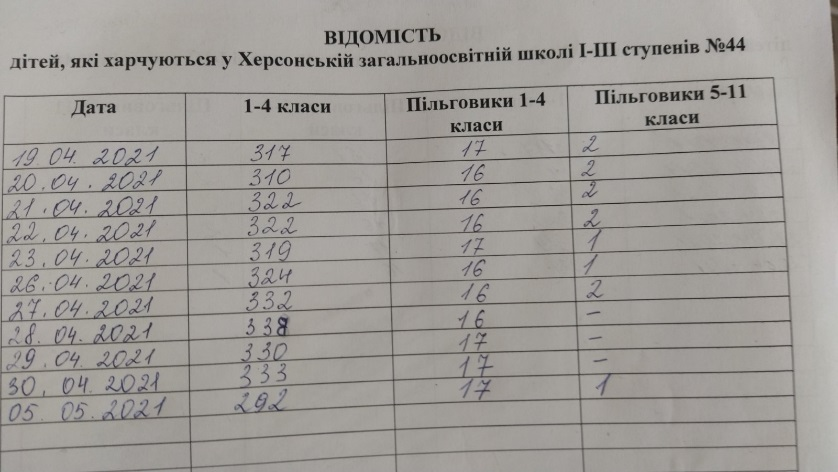 ВІДОМІСТЬ
дітей, які харчуються у Херсонській загальноосвітній школі І-ІІІ ступенів №44
Дата 1-4 класи Пільговики 1-4 класи Пільговики 5-11 класи
19 04. 2021 317 17 2
20.04.2021 310 16 2
21.04.2021 322 16 2
22.04.2021 322 16 2
23.04.2021 319 17 1
26.04.2021 324 16 1
27.04.2021 332 16 2
28.04.2021 338 16 –
29.04.2021 330 17 –
30.04.2021 333 17 –
05.05.2021 292 17 1